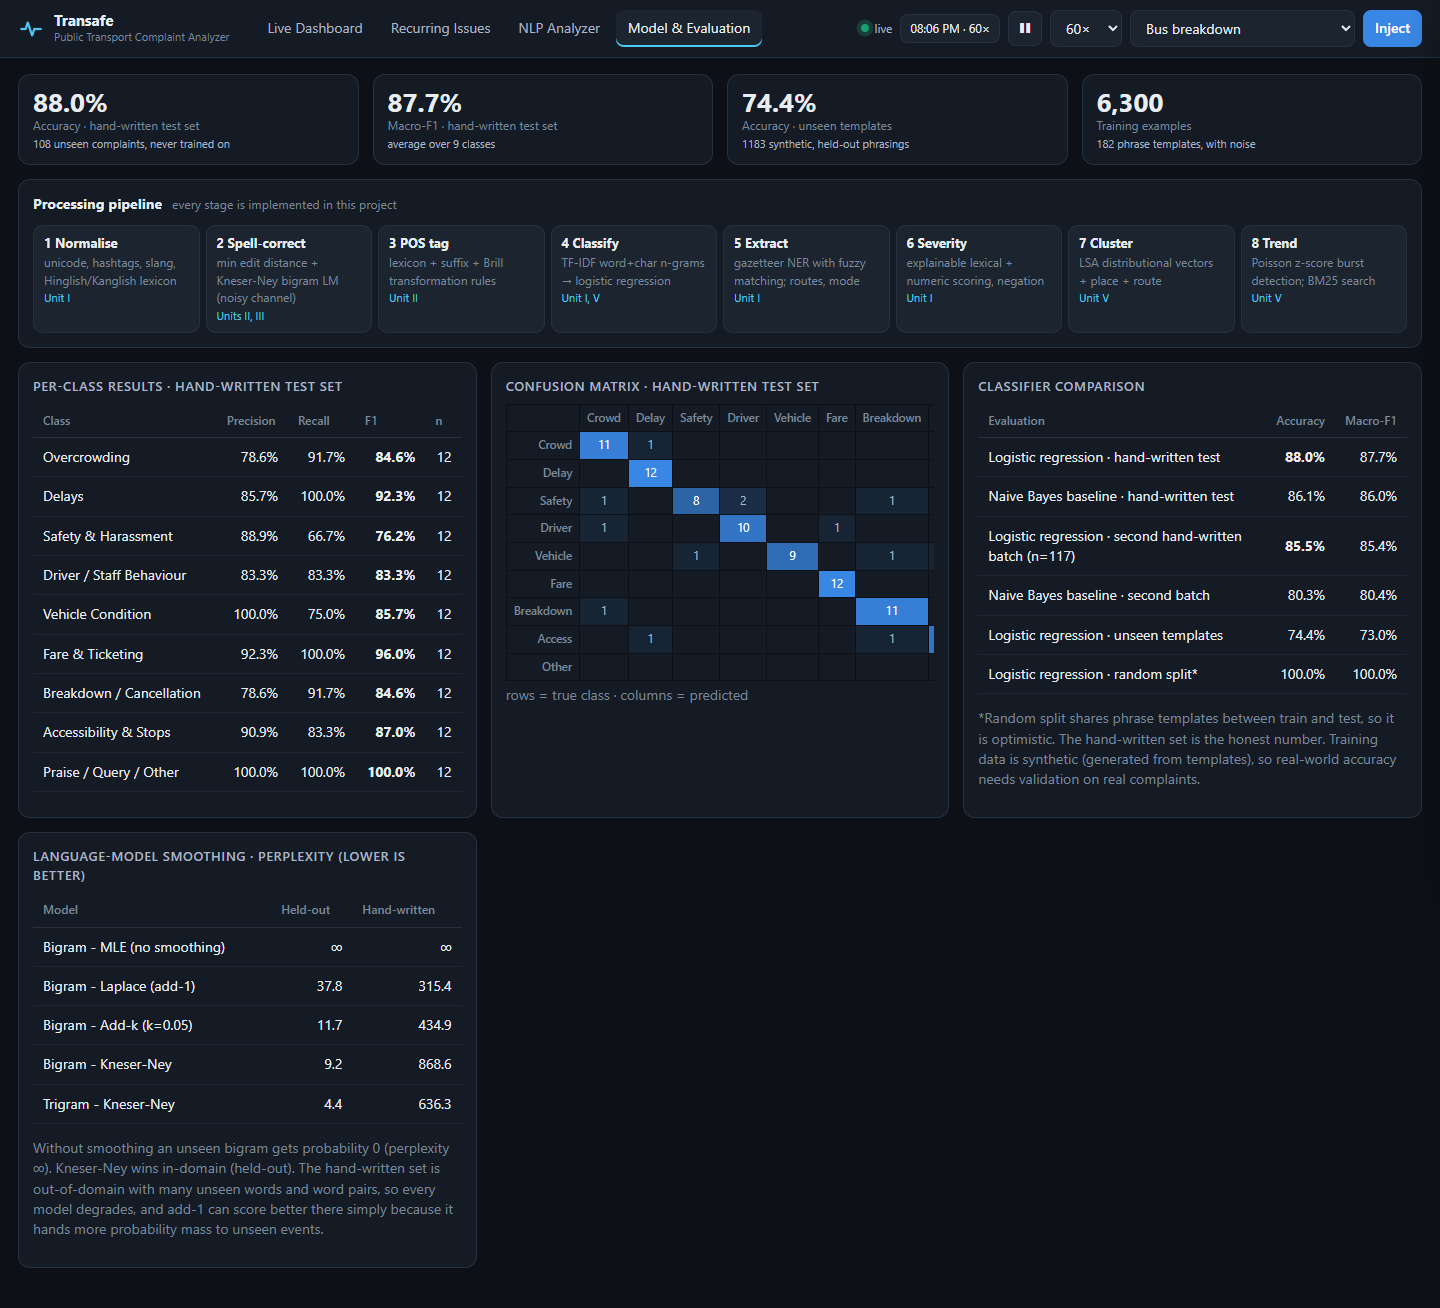 Transafe
Public Transport Complaint Analyzer
Live Dashboard
Recurring Issues
NLP Analyzer
Model & Evaluation
live
08:06 PM · 60×
60×
Bus breakdown
Inject
88.0%
Accuracy · hand-written test set
108 unseen complaints, never trained on
87.7%
Macro-F1 · hand-written test set
average over 9 classes
74.4%
Accuracy · unseen templates
1183 synthetic, held-out phrasings
6,300
Training examples
182 phrase templates, with noise
Processing pipeline every stage is implemented in this project
1 Normalise
unicode, hashtags, slang,
Hinglish/Kanglish lexicon
Unit I
2 Spell-correct
min edit distance +
Kneser-Ney bigram LM
(noisy channel)
Units II, III
3 POS tag
lexicon + suffix + Brill
transformation rules
Unit II
4 Classify
TF-IDF word+char n-grams
→ logistic regression
Unit I, V
5 Extract
gazetteer NER with fuzzy
matching; routes, mode
Unit I
6 Severity
explainable lexical +
numeric scoring, negation
Unit I
7 Cluster
LSA distributional vectors
+ place + route
Unit V
8 Trend
Poisson z-score burst
detection; BM25 search
Unit V
PER-CLASS RESULTS · HAND-WRITTEN TEST SET
Class Precision Recall F1 n
Overcrowding 78.6% 91.7% 84.6% 12
Delays 85.7% 100.0% 92.3% 12
Safety & Harassment 88.9% 66.7% 76.2% 12
Driver / Staff Behaviour 83.3% 83.3% 83.3% 12
Vehicle Condition 100.0% 75.0% 85.7% 12
Fare & Ticketing 92.3% 100.0% 96.0% 12
Breakdown / Cancellation 78.6% 91.7% 84.6% 12
Accessibility & Stops 90.9% 83.3% 87.0% 12
Praise / Query / Other 100.0% 100.0% 100.0% 12
CONFUSION MATRIX · HAND-WRITTEN TEST SET
Crowd Delay Safety Driver Vehicle Fare Breakdown
Crowd 11 1
Delay 12
Safety 1 8 2 1
Driver 1 10 1
Vehicle 1 9 1
Fare 12
Breakdown 1 11
Access 1 1
Other
rows = true class · columns = predicted
CLASSIFIER COMPARISON
Evaluation Accuracy Macro-F1
Logistic regression · hand-written test 88.0% 87.7%
Naive Bayes baseline · hand-written test 86.1% 86.0%
Logistic regression · second hand-written
batch (n=117) 85.5% 85.4%
Naive Bayes baseline · second batch 80.3% 80.4%
Logistic regression · unseen templates 74.4% 73.0%
Logistic regression · random split* 100.0% 100.0%
*Random split shares phrase templates between train and test, so it
is optimistic. The hand-written set is the honest number. Training
data is synthetic (generated from templates), so real-world accuracy
needs validation on real complaints.
LANGUAGE-MODEL SMOOTHING · PERPLEXITY (LOWER IS
BETTER)
Model Held-out Hand-written
Bigram - MLE (no smoothing) ∞ ∞
Bigram - Laplace (add-1) 37.8 315.4
Bigram - Add-k (k=0.05) 11.7 434.9
Bigram - Kneser-Ney 9.2 868.6
Trigram - Kneser-Ney 4.4 636.3
Without smoothing an unseen bigram gets probability 0 (perplexity
∞). Kneser-Ney wins in-domain (held-out). The hand-written set is
out-of-domain with many unseen words and word pairs, so every
model degrades, and add-1 can score better there simply because it
hands more probability mass to unseen events.